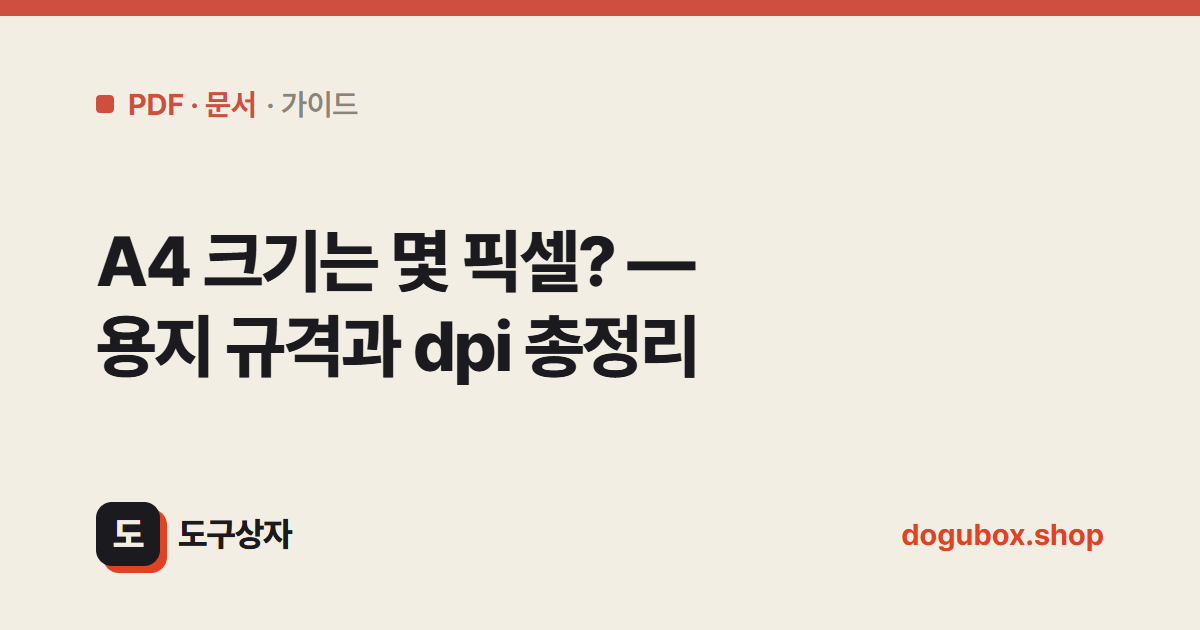 PDF · 문서 · 가이드
A4 크기는 몇 픽셀? —
용지 규격과 dpi 총정리
도 도구상자
dogubox.shop